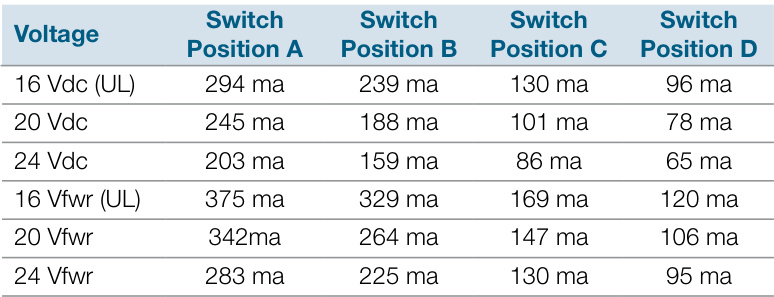 Voltage Switch Position A Switch Position B Switch Position C Switch Position D
16 Vdc (UL) 294 ma 239 ma 130 ma 96 ma
20 Vdc 245 ma 188 ma 101 ma 78 ma
24 Vdc 203 ma 159 ma 86 ma 65 ma
16 Vfwr (UL) 375 ma 329 ma 169 ma 120 ma
20 Vfwr 342ma 264 ma 147 ma 106 ma
24 Vfwr 283 ma 225 ma 130 ma 95 ma